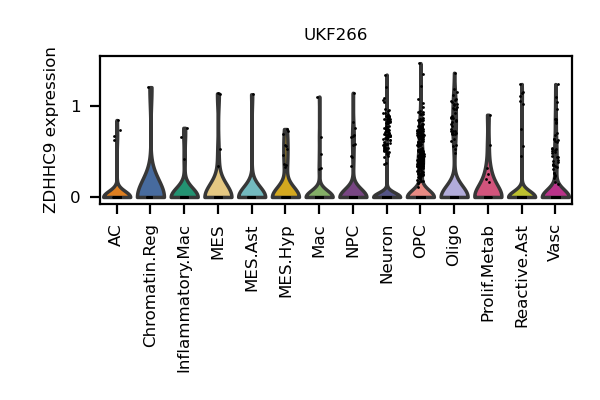 UKF266
ZDHHC9 expression
1
0
AC
Chromatin.Reg
Inflammatory.Mac
MES
MES.Ast
MES.Hyp
Mac
NPC
Neuron
OPC
Oligo
Prolif.Metab
Reactive.Ast
Vasc